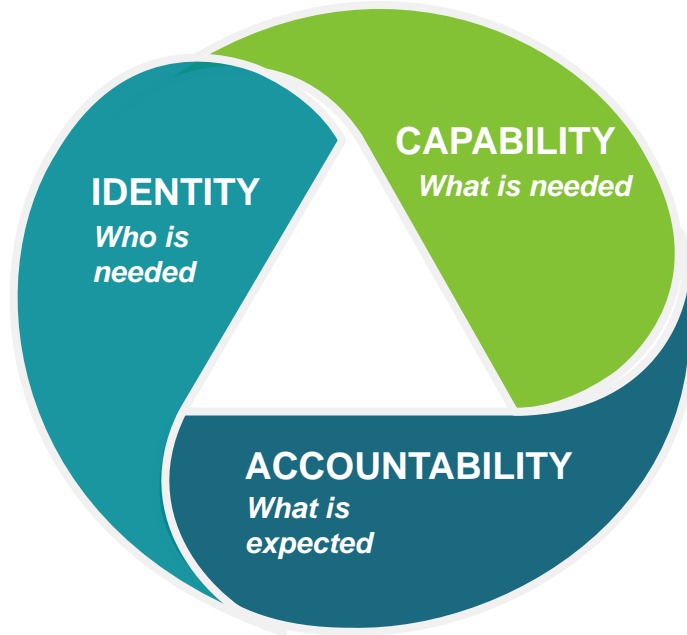 CAPABILITY
What is needed
IDENTITY
Who is
needed
ACCOUNTABILITY
What is
expected